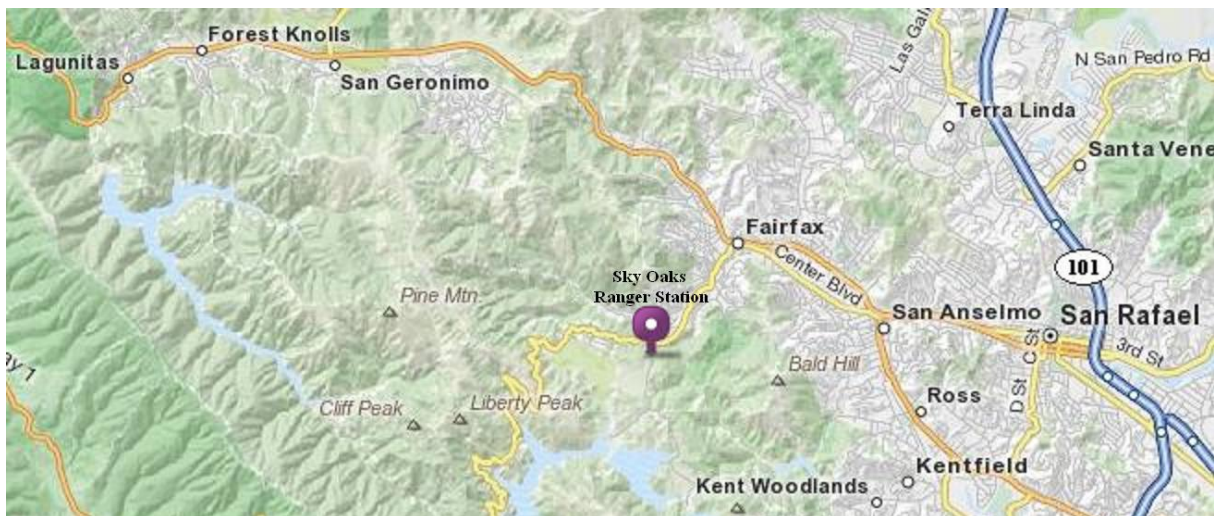 Forest Knolls
Lagunitas
San Geronimo
Las Gal
N San Pedro Rd
Terra Linda
Santa Vene
Fairfax
Center Blvd
101
Sky Oaks
Ranger Station
Pine Mtn
San Anselmo
San Rafael
C St
3rd St
ay 1
Bald Hill
D St
Cliff Peak
Liberty Peak
Ross
Kentfield
Kent Woodlands